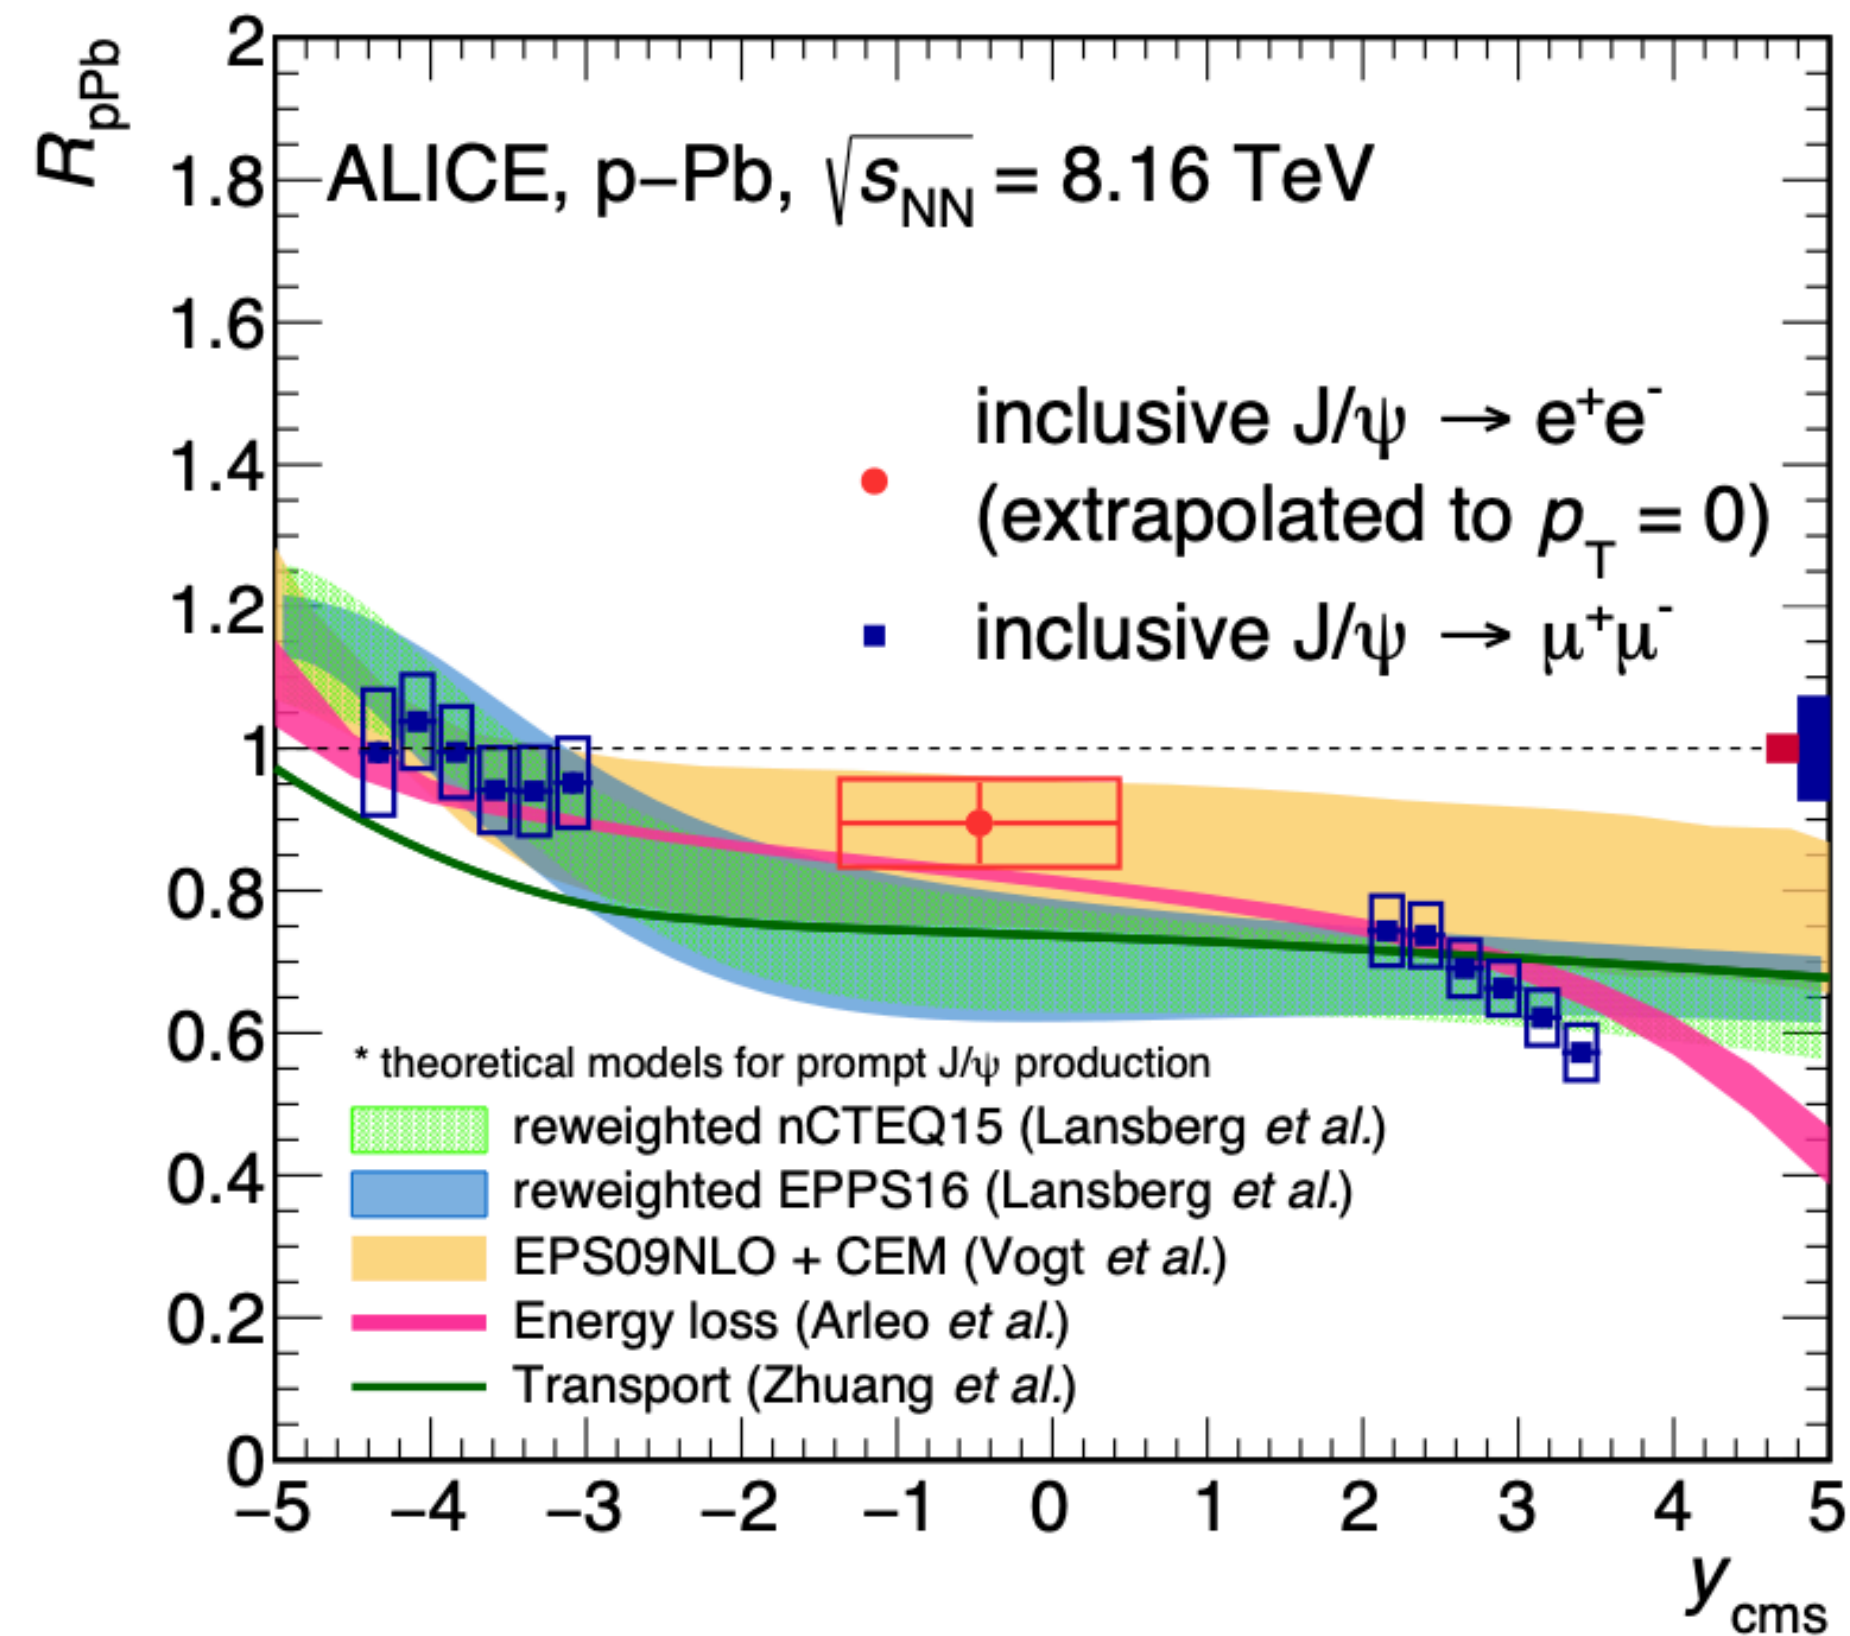 R_pPb
2
1.8
1.6
1.4
1.2
1
0.8
0.6
0.4
0.2
0
ALICE, p–Pb, √s_NN = 8.16 TeV
inclusive J/ψ → e⁺e⁻
(extrapolated to p_T = 0)
inclusive J/ψ → μ⁺μ⁻
* theoretical models for prompt J/ψ production
reweighted nCTEQ15 (Lansberg et al.)
reweighted EPPS16 (Lansberg et al.)
EPS09NLO + CEM (Vogt et al.)
Energy loss (Arleo et al.)
Transport (Zhuang et al.)
−5 −4 −3 −2 −1 0 1 2 3 4 5
y_cms